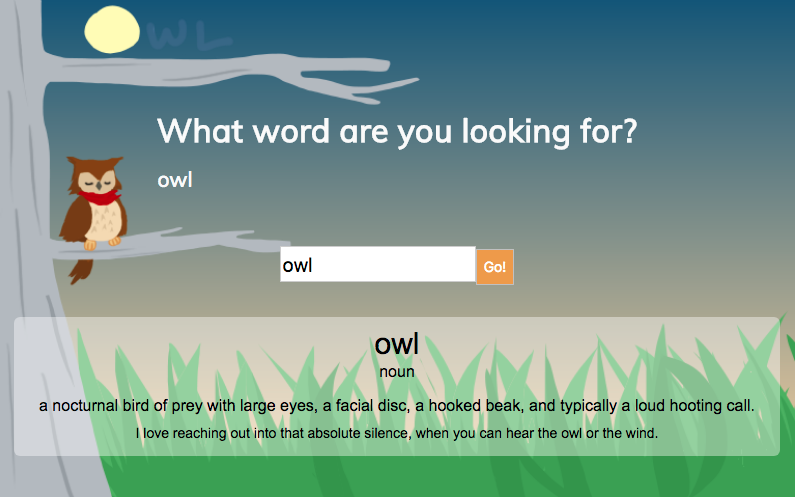 OWL
What word are you looking for?
owl
owl
Go!
owl
noun
a nocturnal bird of prey with large eyes, a facial disc, a hooked beak, and typically a loud hooting call.
I love reaching out into that absolute silence, when you can hear the owl or the wind.